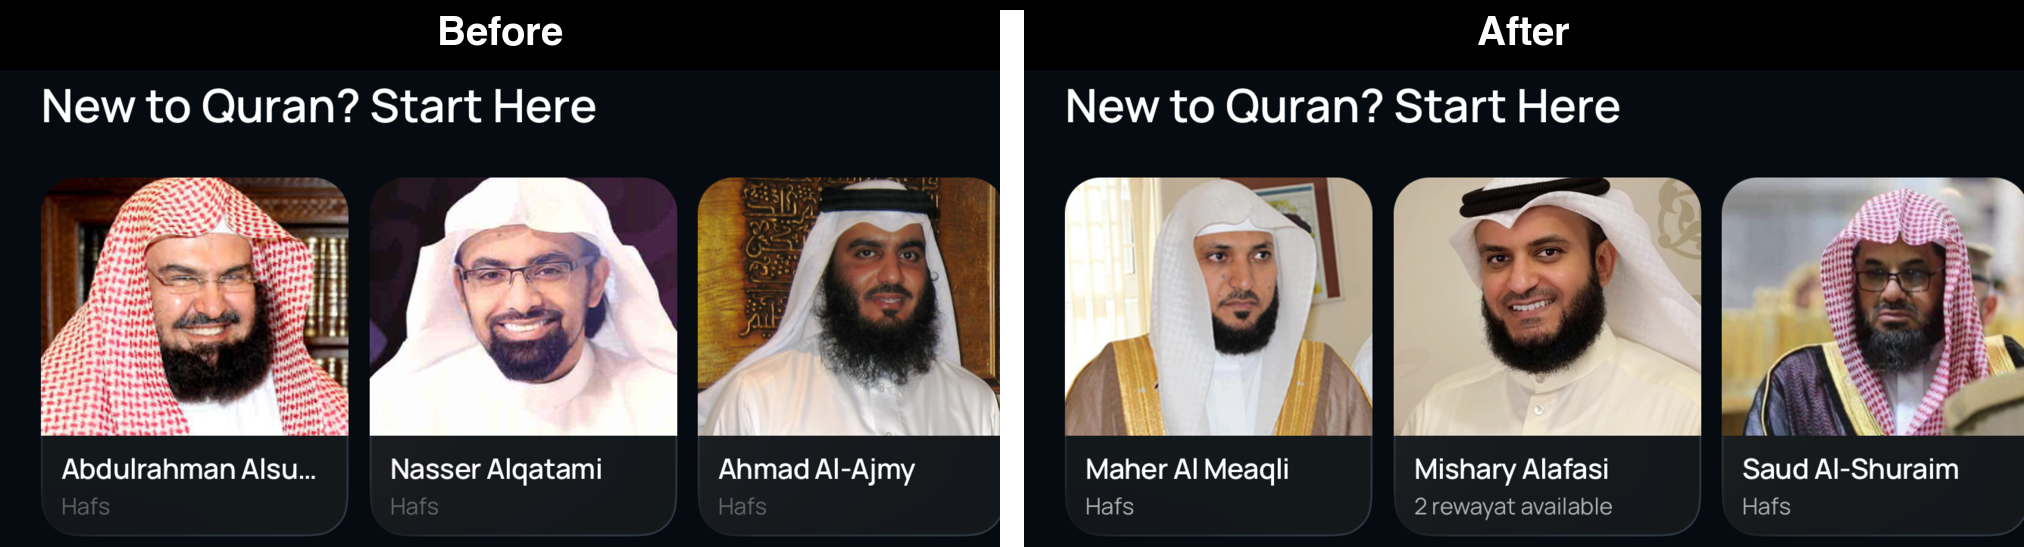 Before
New to Quran? Start Here
Abdulrahman Alsu...
Hafs
Nasser Alqatami
Hafs
Ahmad Al-Ajmy
Hafs
After
New to Quran? Start Here
Maher Al Meaqli
Hafs
Mishary Alafasi
2 rewayat available
Saud Al-Shuraim
Hafs